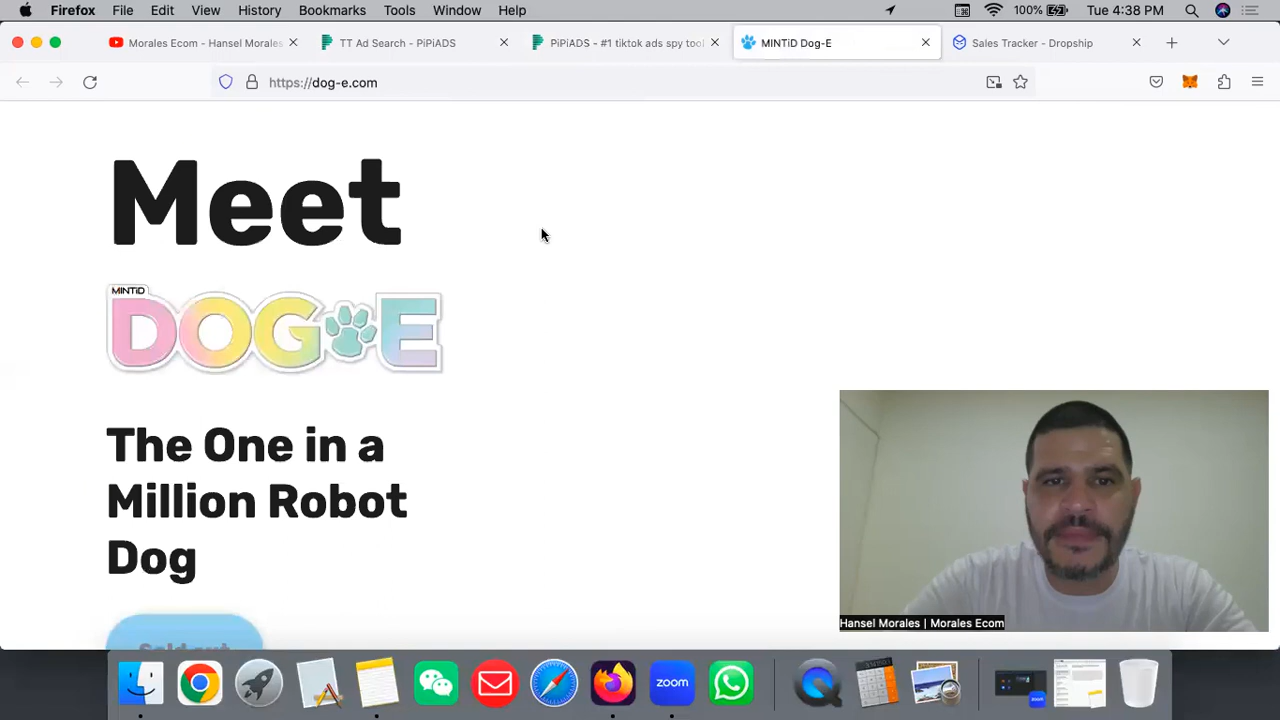 Firefox File Edit View History Bookmarks Tools Window Help 100% Tue 4:38 PM
Morales Ecom - Hansel Morales TT Ad Search - PiPiADS PiPiADS - #1 tiktok ads spy tool MINTiD Dog-E Sales Tracker - Dropship
https://dog-e.com
Meet
MINTiD
DOG E
The One in a
Million Robot
Dog
Sold out
Hansel Morales | Morales Ecom
zoom